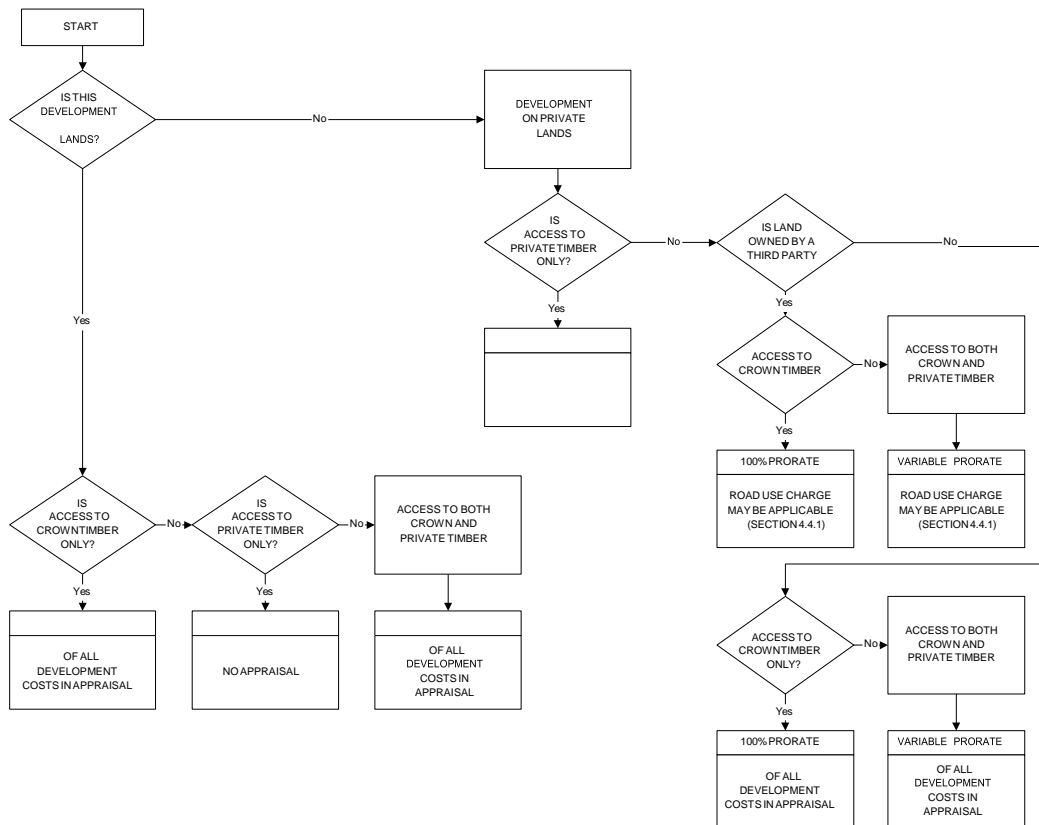 START
IS THIS
DEVELOPMENT
LANDS?
No
DEVELOPMENT
ON PRIVATE
LANDS
IS
ACCESS TO
PRIVATE TIMBER
ONLY?
No
IS LAND
OWNED BY A
THIRD PARTY
No
Yes
Yes
Yes
ACCESS TO
CROWN TIMBER
No
ACCESS TO BOTH
CROWN AND
PRIVATE TIMBER
Yes
100% PRORATE
ROAD USE CHARGE
MAY BE APPLICABLE
(SECTION 4.4.1)
VARIABLE PRORATE
ROAD USE CHARGE
MAY BE APPLICABLE
(SECTION 4.4.1)
IS
ACCESS TO
CROWN TIMBER
ONLY?
No
IS
ACCESS TO
PRIVATE TIMBER
ONLY?
No
ACCESS TO BOTH
CROWN AND
PRIVATE TIMBER
Yes
Yes
OF ALL
DEVELOPMENT
COSTS IN APPRAISAL
NO APPRAISAL
OF ALL
DEVELOPMENT
COSTS IN
APPRAISAL
ACCESS TO
CROWN TIMBER
ONLY?
No
ACCESS TO BOTH
CROWN AND
PRIVATE TIMBER
Yes
100% PRORATE
OF ALL
DEVELOPMENT
COSTS IN APPRAISAL
VARIABLE PRORATE
OF ALL
DEVELOPMENT
COSTS IN
APPRAISAL